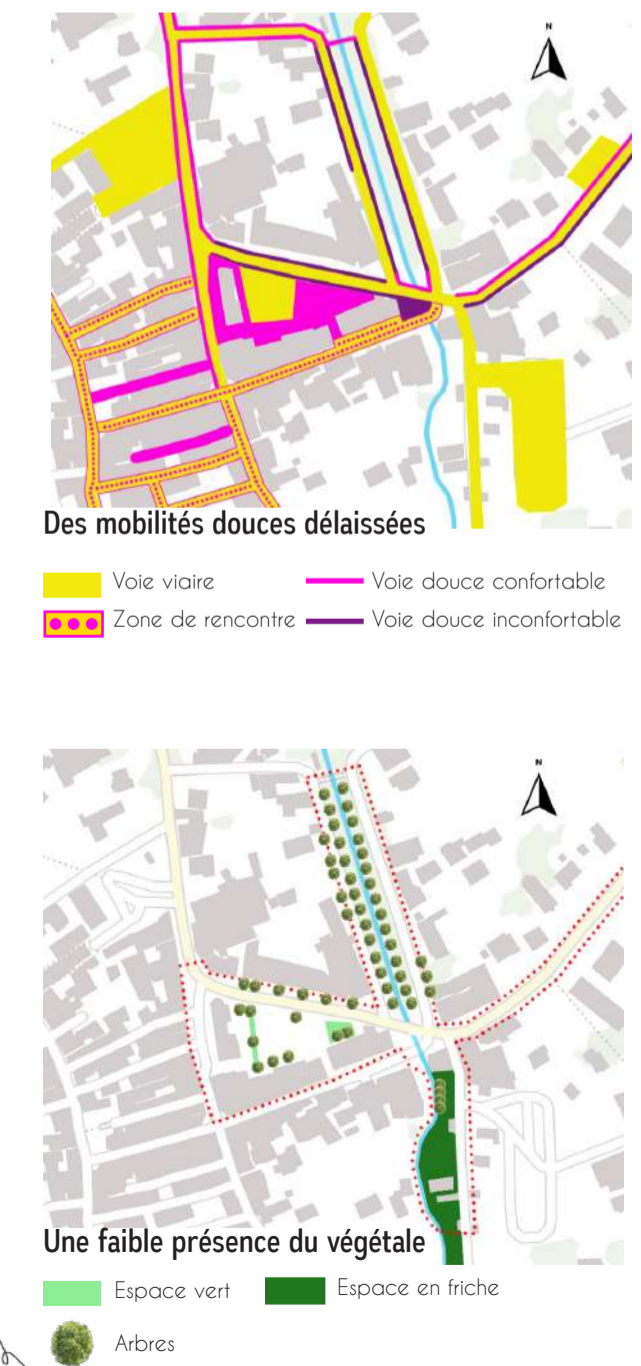 N
Des mobilités douces délaissées
Voie viaire
Voie douce confortable
Zone de rencontre
Voie douce inconfortable
N
Une faible présence du végétale
Espace vert
Espace en friche
Arbres